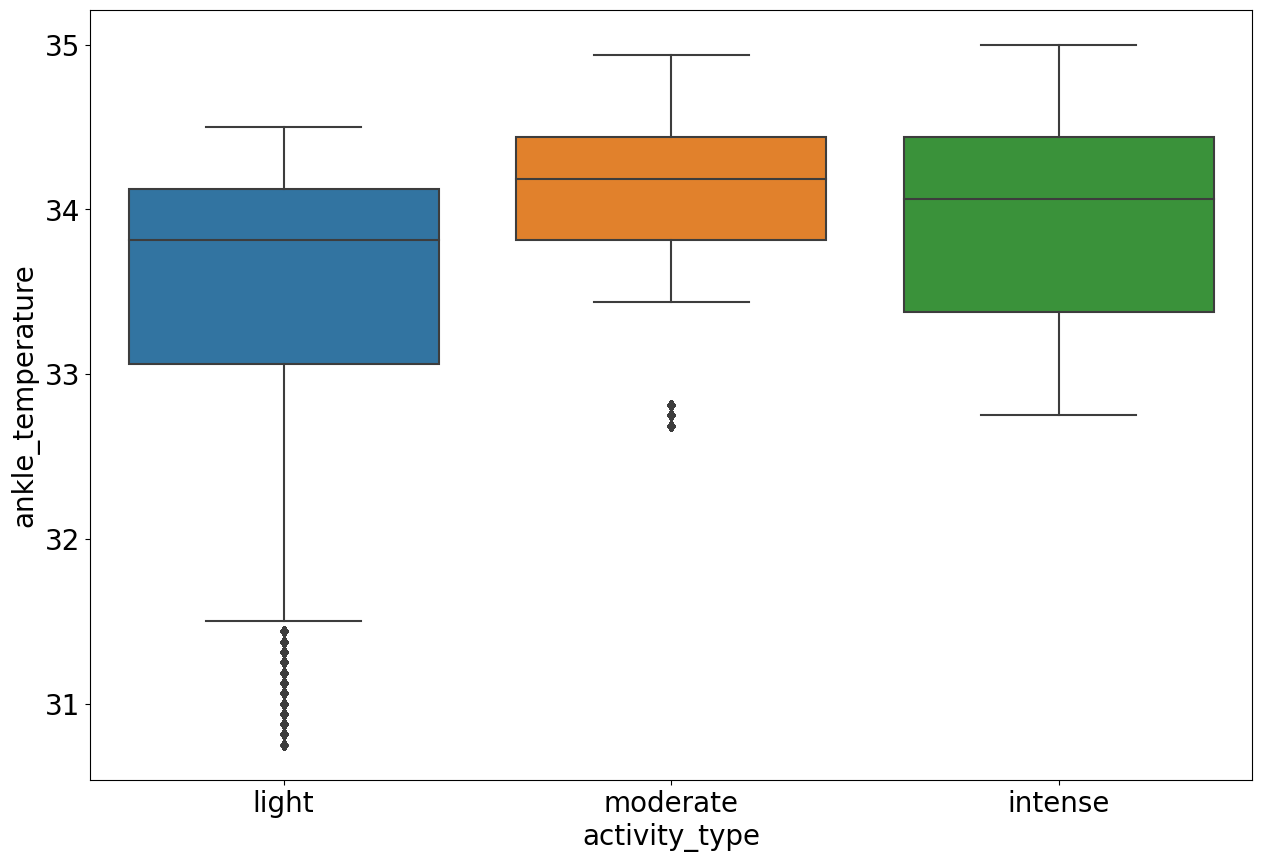 ankle_temperature
35
34
33
32
31
light moderate intense
activity_type